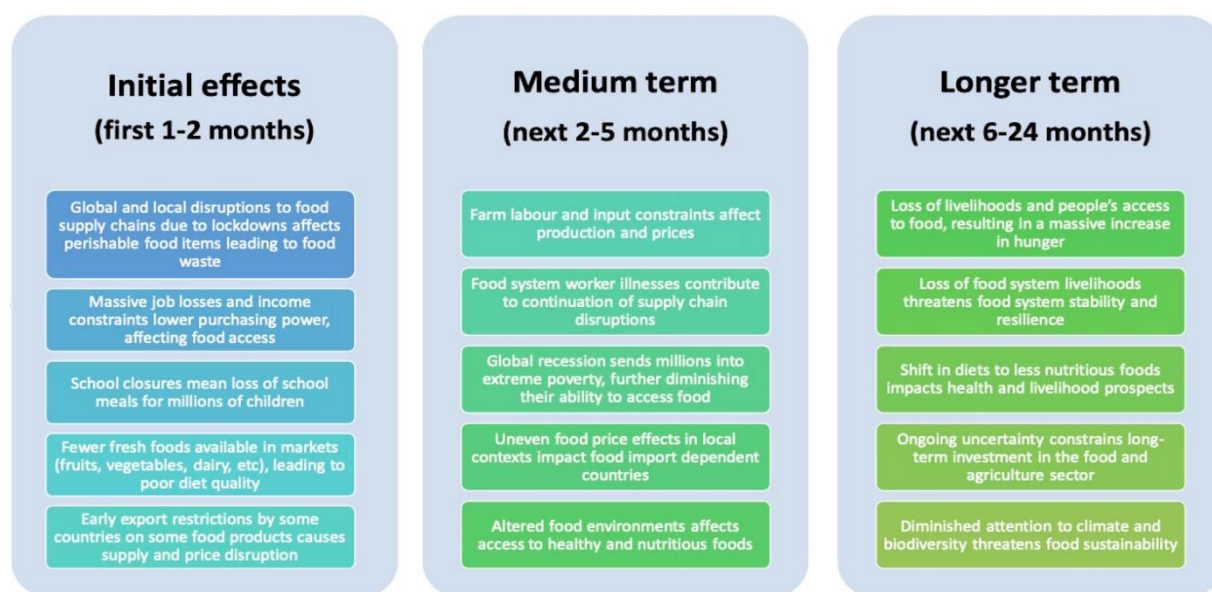 Initial effects
(first 1-2 months)
Global and local disruptions to food
supply chains due to lockdowns affects
perishable food items leading to food
waste
Massive job losses and income
constraints lower purchasing power,
affecting food access
School closures mean loss of school
meals for millions of children
Fewer fresh foods available in markets
(fruits, vegetables, dairy, etc), leading to
poor diet quality
Early export restrictions by some
countries on some food products causes
supply and price disruption
Medium term
(next 2-5 months)
Farm labour and input constraints affect
production and prices
Food system worker illnesses contribute
to continuation of supply chain
disruptions
Global recession sends millions into
extreme poverty, further diminishing
their ability to access food
Uneven food price effects in local
contexts impact food import dependent
countries
Altered food environments affects
access to healthy and nutritious foods
Longer term
(next 6-24 months)
Loss of livelihoods and people’s access
to food, resulting in a massive increase
in hunger
Loss of food system livelihoods
threatens food system stability and
resilience
Shift in diets to less nutritious foods
impacts health and livelihood prospects
Ongoing uncertainty constrains long-
term investment in the food and
agriculture sector
Diminished attention to climate and
biodiversity threatens food sustainability